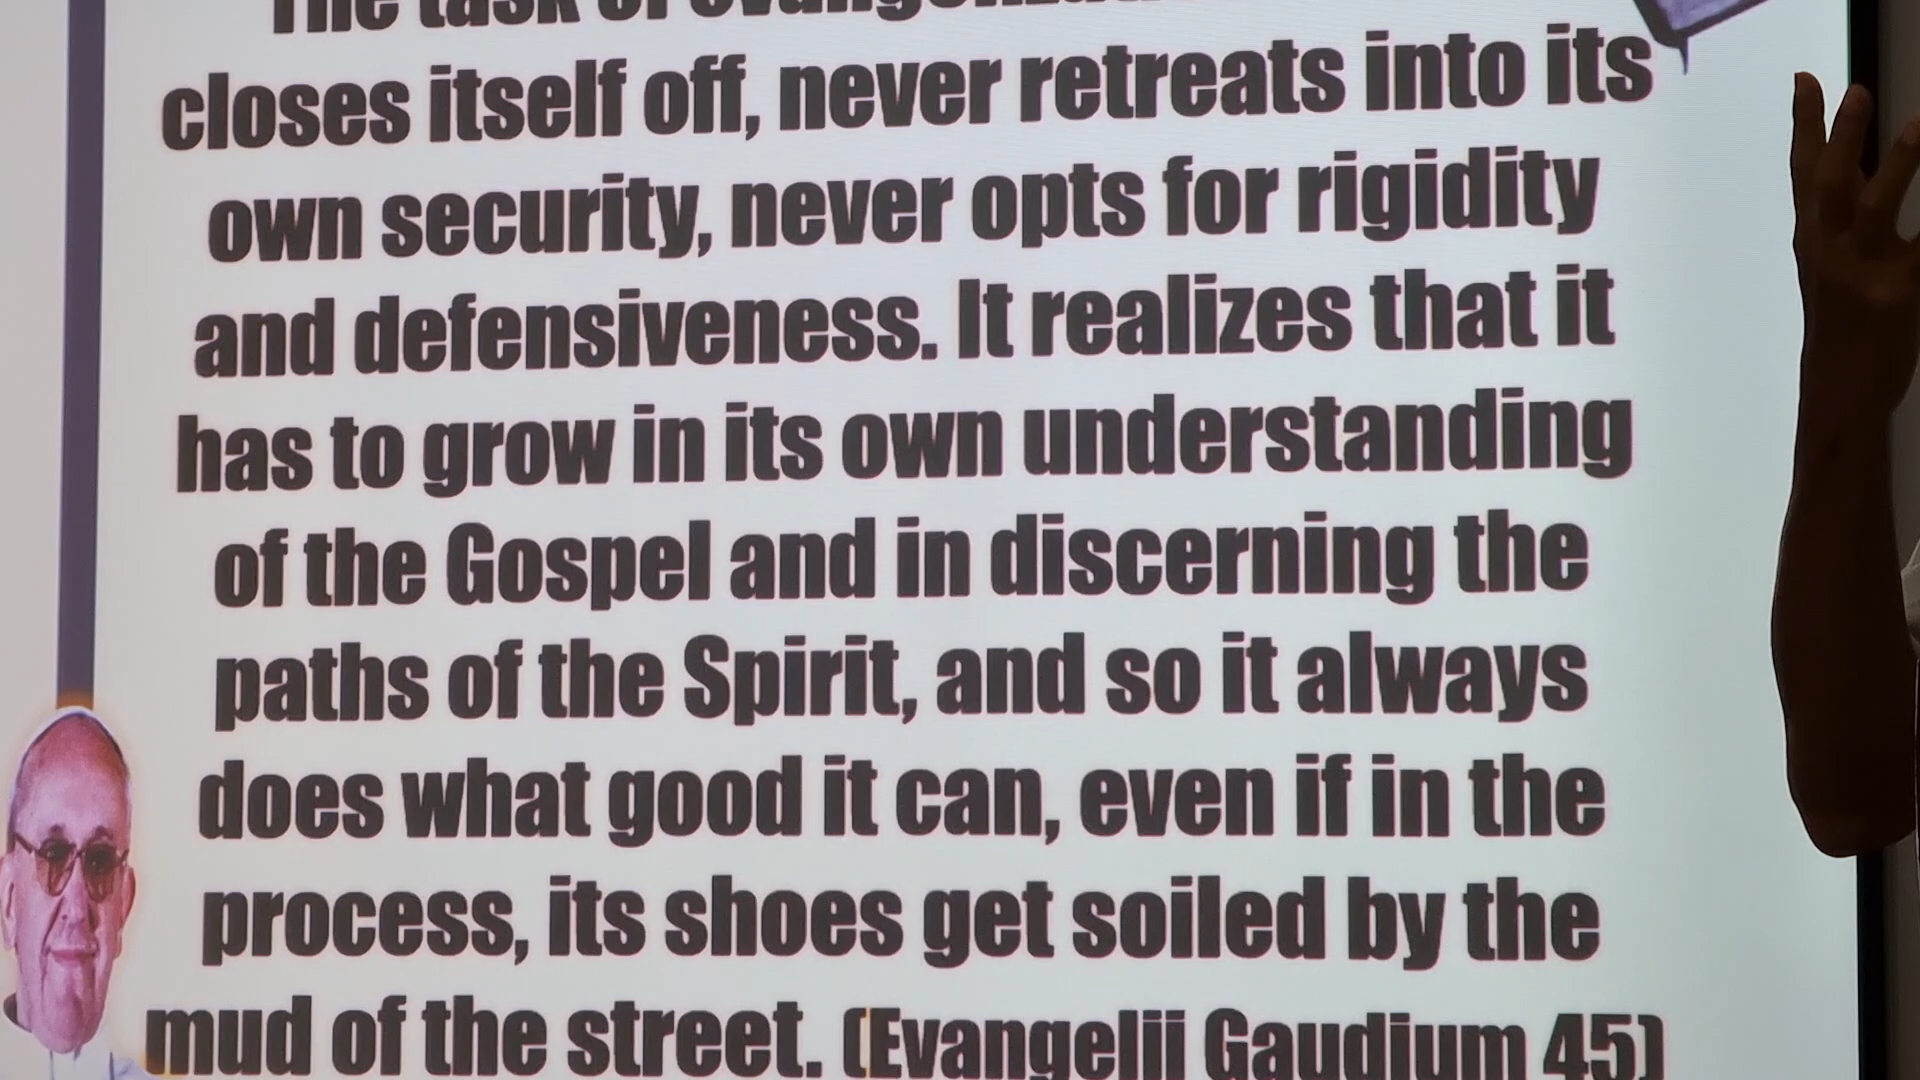 The task of
closes itself off, never retreats into its
own security, never opts for rigidity
and defensiveness. It realizes that it
has to grow in its own understanding
of the Gospel and in discerning the
paths of the Spirit, and so it always
does what good it can, even if in the
process, its shoes get soiled by the
mud of the street. (Evangelii Gaudium 45)